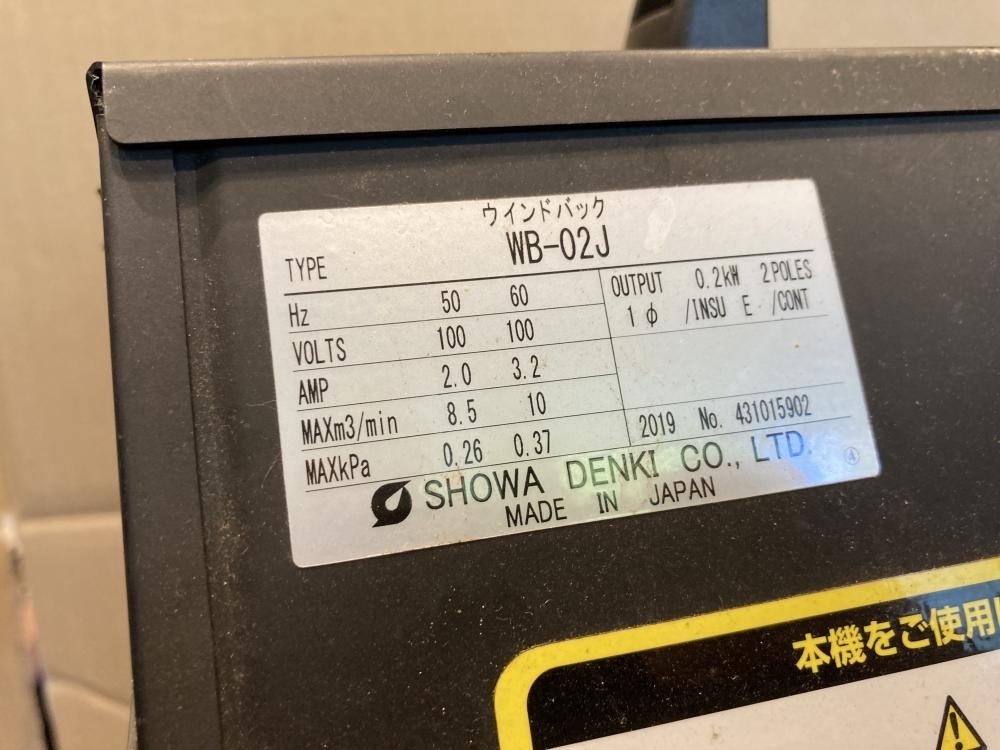 ウインドバック
TYPE WB-02J
Hz 50 60
VOLTS 100 100
AMP 2.0 3.2
MAXm3/min 8.5 10
MAXkPa 0.26 0.37
OUTPUT 0.2kW 2POLES
1φ /INSU E /CONT
2019 No. 431015902
SHOWA DENKI CO., LTD. ④
MADE IN JAPAN
本機をご使用